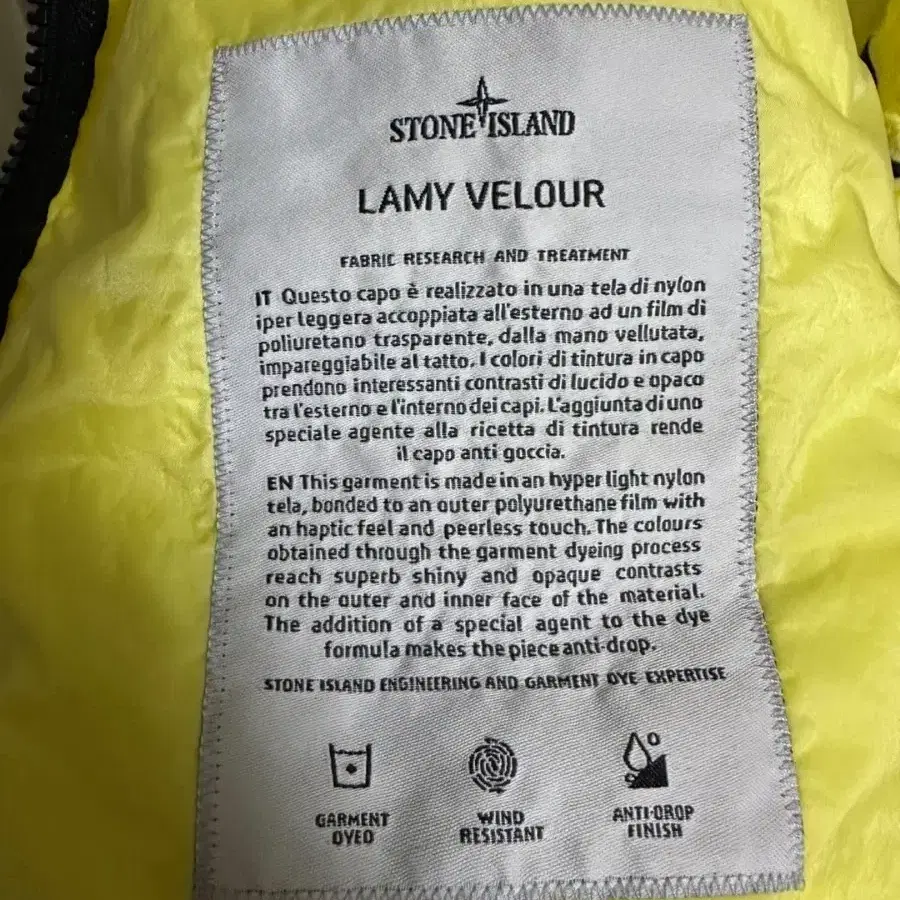 STONE ISLAND
LAMY VELOUR
FABRIC RESEARCH AND TREATMENT
IT Questo capo è realizzato in una tela di nylon
iper leggera accoppiata all'esterno ad un film di
poliuretano trasparente, dalla mano vellutata,
impareggiabile al tatto. I colori di tintura in capo
prendono interessanti contrasti di lucido e opaco
tra l'esterno e l'interno dei capi. L'aggiunta di uno
speciale agente alla ricetta di tintura rende
il capo anti goccia.
EN This garment is made in an hyper light nylon
tela, bonded to an outer polyurethane film with
an haptic feel and peerless touch. The colours
obtained through the garment dyeing process
reach superb shiny and opaque contrasts
on the outer and inner face of the material.
The addition of a special agent to the dye
formula makes the piece anti-drop.
STONE ISLAND ENGINEERING AND GARMENT DYE EXPERTISE
GARMENT
DYED
WIND
RESISTANT
ANTI-DROP
FINISH